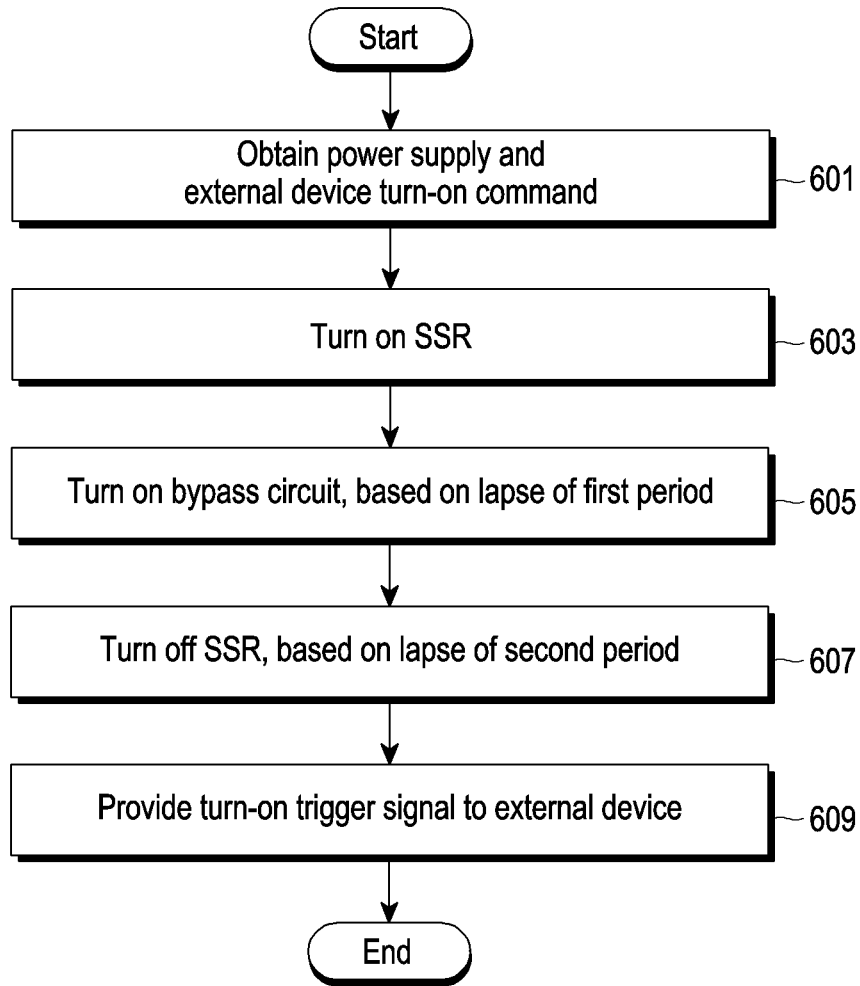 Start
Obtain power supply and
external device turn-on command
601
Turn on SSR
603
Turn on bypass circuit, based on lapse of first period
605
Turn off SSR, based on lapse of second period
607
Provide turn-on trigger signal to external device
609
End